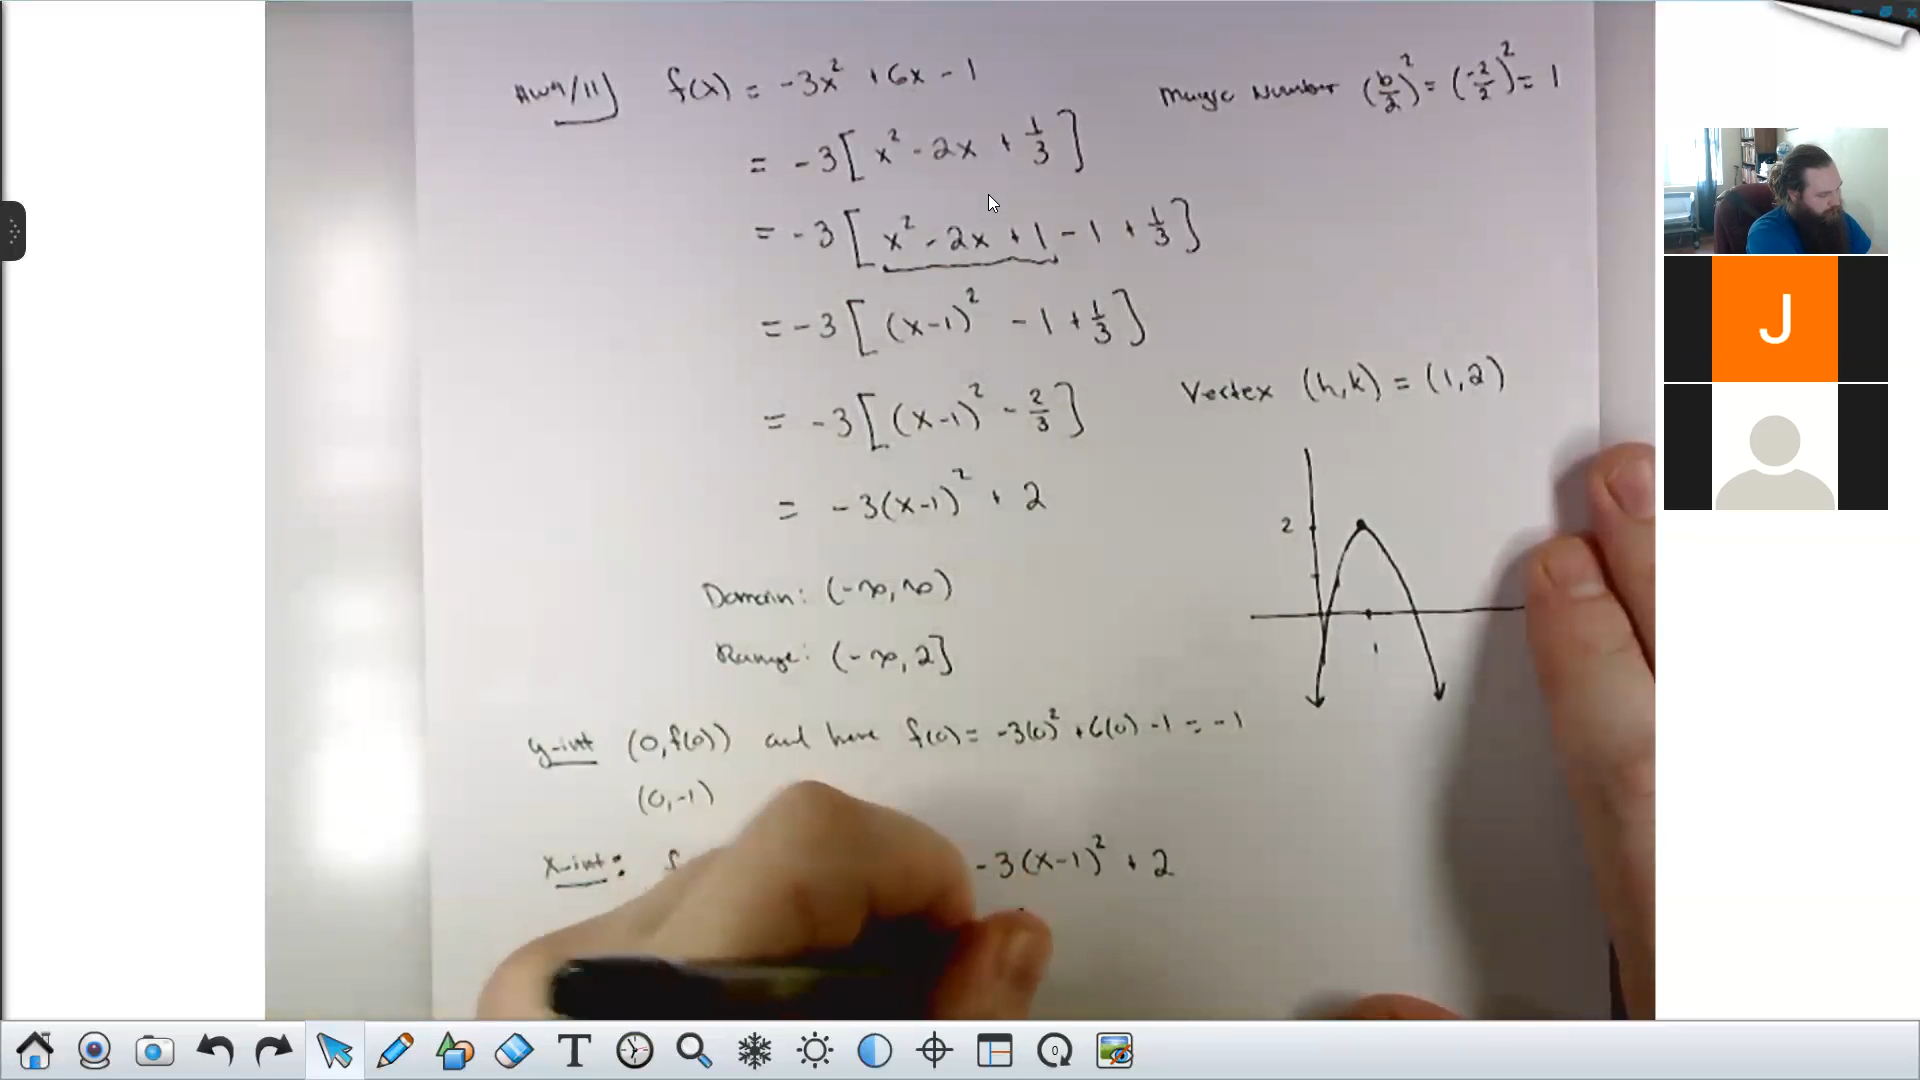 HW4/11) f(x) = -3x² + 6x - 1
Magic Number (b/2)² = (-2/2)² = 1
= -3[x² - 2x + 1/3]
= -3[x² - 2x + 1 - 1 + 1/3]
= -3[(x-1)² - 1 + 1/3]
= -3[(x-1)² - 2/3]
Vertex (h,k) = (1,2)
= -3(x-1)² + 2
2
1
Domain: (-∞,∞)
Range: (-∞,2]
y-int (0,f(0)) and here f(0) = -3(0)² + 6(0) - 1 = -1
(0,-1)
x-int: f -3(x-1)² + 2
J
T
0